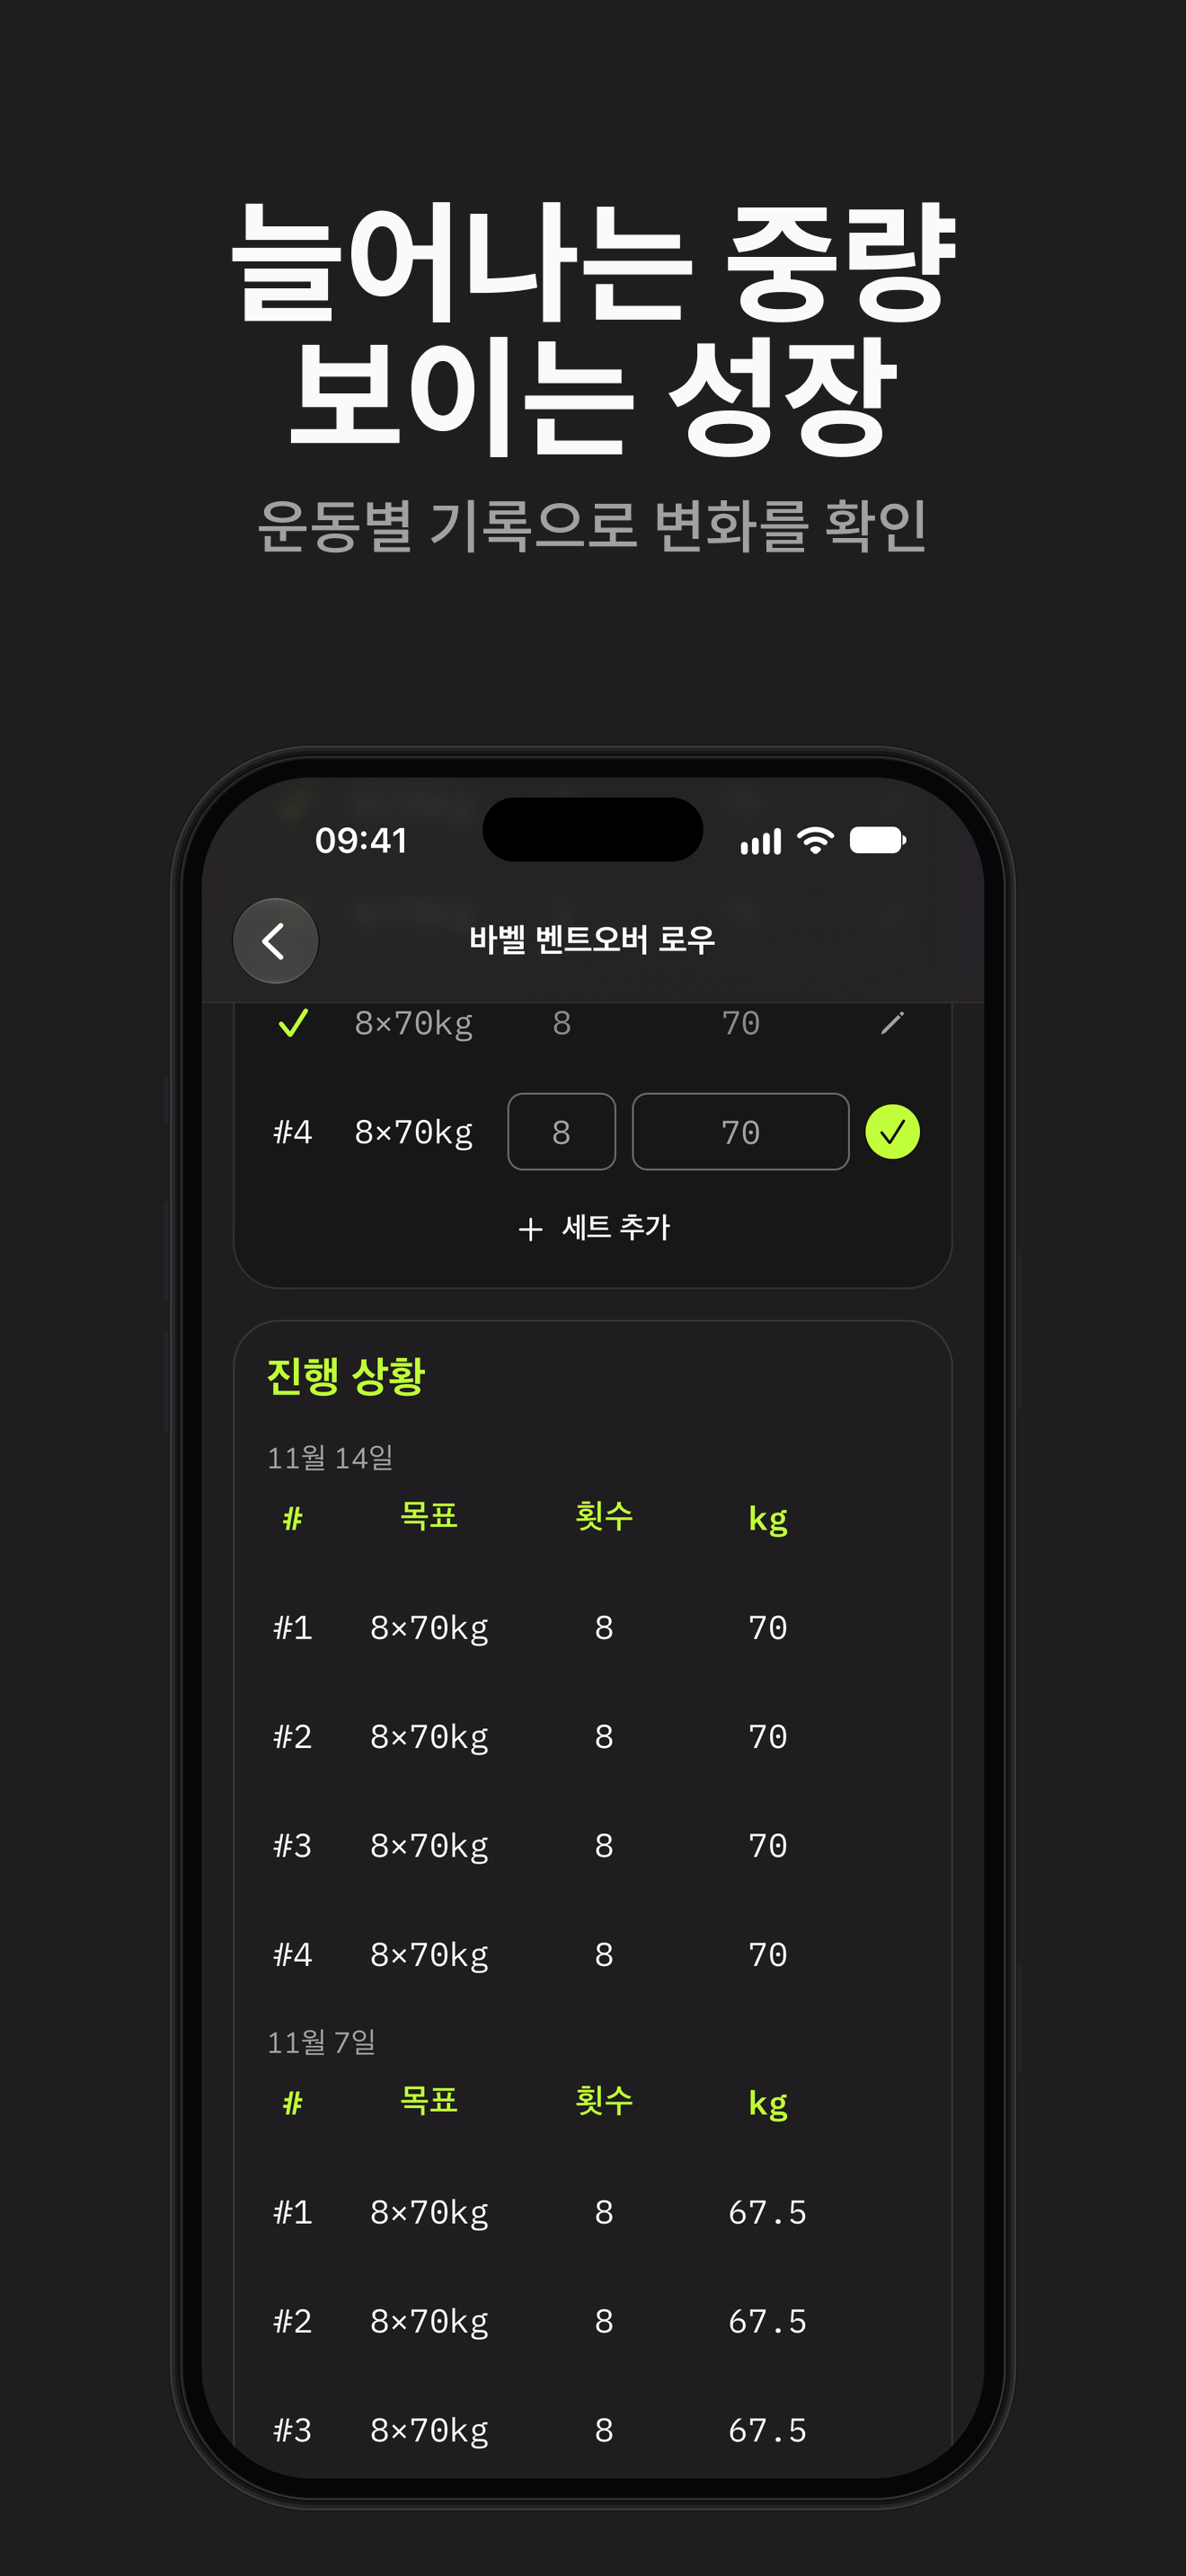 늘어나는 중량
보이는 성장
운동별 기록으로 변화를 확인
09:41
바벨 벤트오버 로우
8×70kg 8 70
#4 8×70kg 8 70
+ 세트 추가
진행 상황
11월 14일
# 목표 횟수 kg
#1 8×70kg 8 70
#2 8×70kg 8 70
#3 8×70kg 8 70
#4 8×70kg 8 70
11월 7일
# 목표 횟수 kg
#1 8×70kg 8 67.5
#2 8×70kg 8 67.5
#3 8×70kg 8 67.5